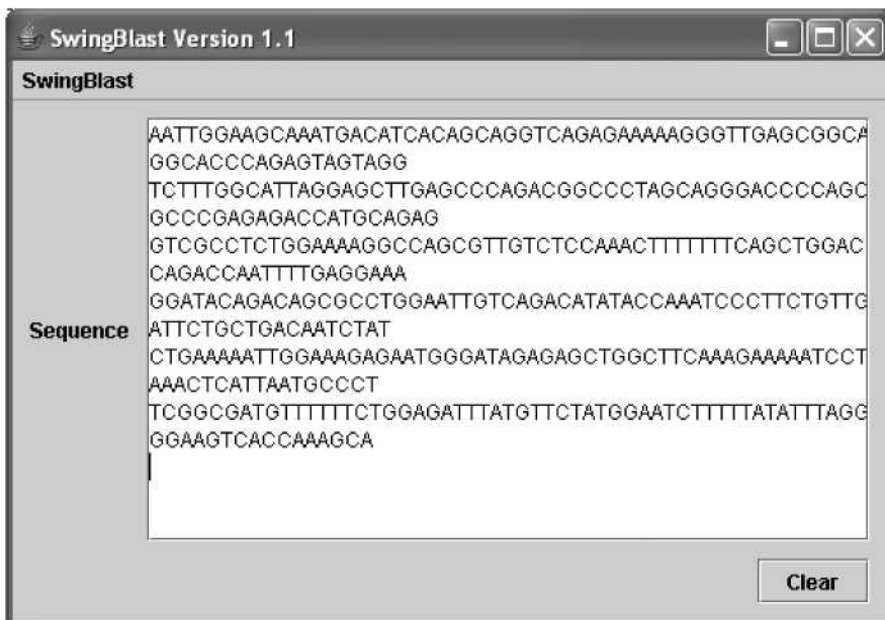 SwingBlast Version 1.1
SwingBlast
Sequence
AATTGGAAGCAAATGACATCACAGCAGGTCAGAGAAAAAGGGTTGAGCGGCA
GGCACCCAGAGTAGTAGG
TCTTTGGCATTAGGAGCTTGAGCCCAGACGGCCCTAGCAGGGACCCCAGC
GCCCGAGAGACCATGCAGAG
GTCGCCTCTGGAAAAGGCCAGCGTTGTCTCCAAACTTTTTTTCAGCTGGAC
CAGACCAATTTTGAGGAAA
GGATACAGACAGCGCCTGGAATTGTCAGACATATACCAAATCCCTTCTGTTG
ATTCTGCTGACAATCTAT
CTGAAAAATTGGAAAGAGAATGGGATAGAGAGCTGGCTTCAAAGAAAAATCCT
AAACTCATTAATGCCCT
TCGGCGATGTTTTTTCTGGAGATTTATGTTCTATGGAATCTTTTTATATTTAGG
GGAAGTCACCAAAGCA
Clear